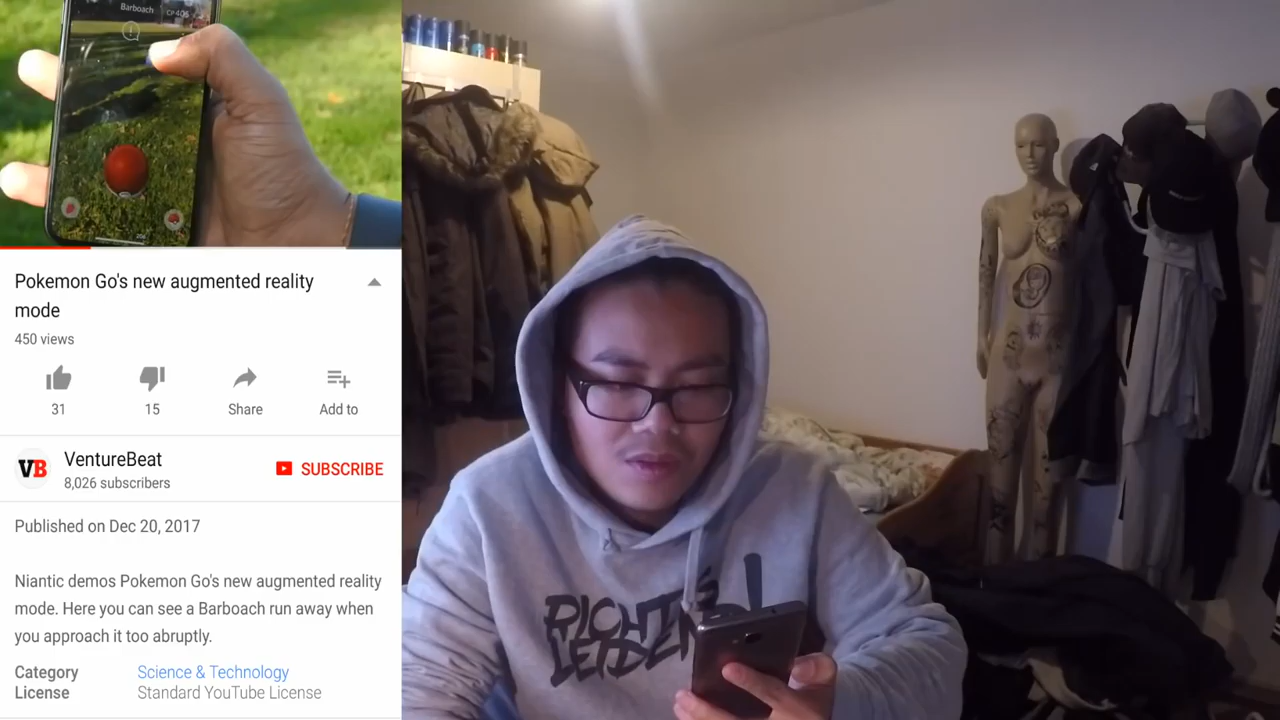 Barboach
CP 405
Pokemon Go's new augmented reality
mode
450 views
31
15
Share
Add to
VB
VentureBeat
8,026 subscribers
SUBSCRIBE
Published on Dec 20, 2017
Niantic demos Pokemon Go's new augmented reality
mode. Here you can see a Barboach run away when
you approach it too abruptly.
Category
Science & Technology
License
Standard YouTube License